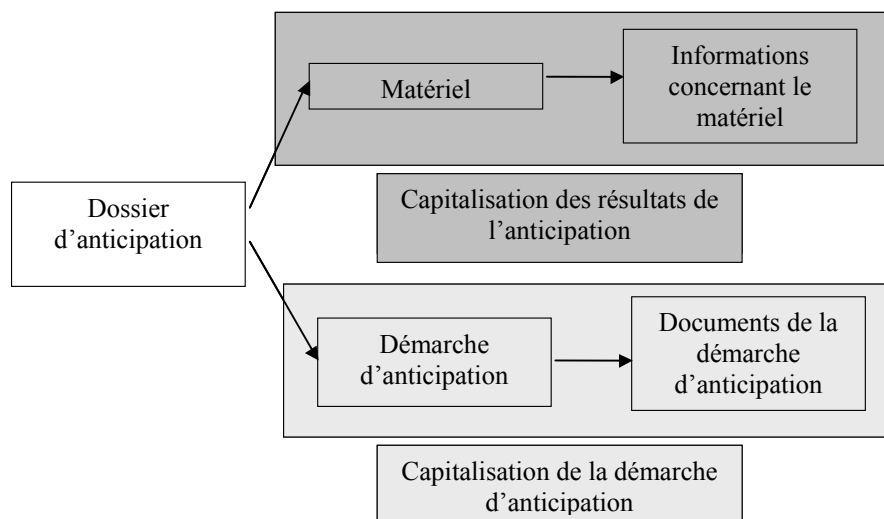 Matériel
Informations
concernant le
matériel
Capitalisation des résultats de
l’anticipation
Dossier
d’anticipation
Démarche
d’anticipation
Documents de la
démarche
d’anticipation
Capitalisation de la démarche
d’anticipation